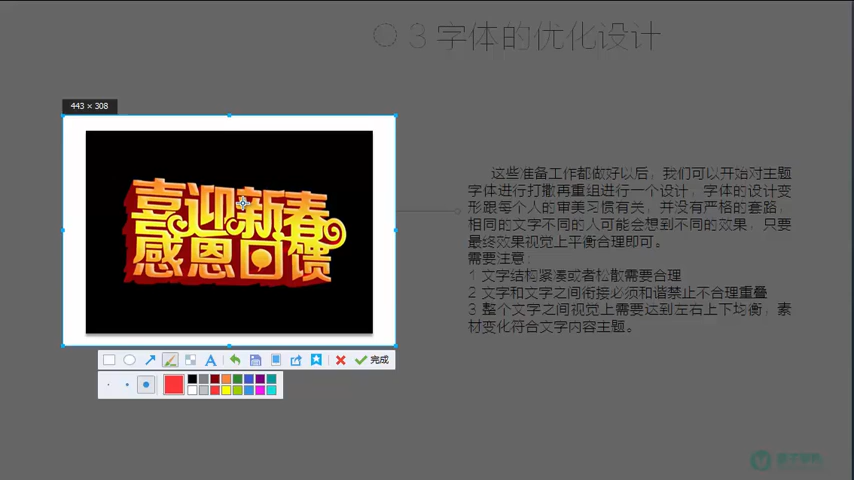 3 字体的优化设计
443 × 308
喜迎新春
感恩回馈
这些准备工作都做好以后，我们可以开始对主题
字体进行打散再重组进行一个设计，字体的设计变
形跟每个人的审美习惯有关，并没有严格的套路，
相同的文字不同的人可能会想到不同的效果，只要
最终效果视觉上平衡合理即可。
需要注意：
1 文字结构紧凑或者松散需要合理
2 文字和文字之间衔接必须和谐禁止不合理重叠
3 整个文字之间视觉上需要达到左右上下均衡，素
材变化符合文字内容主题。
A
完成